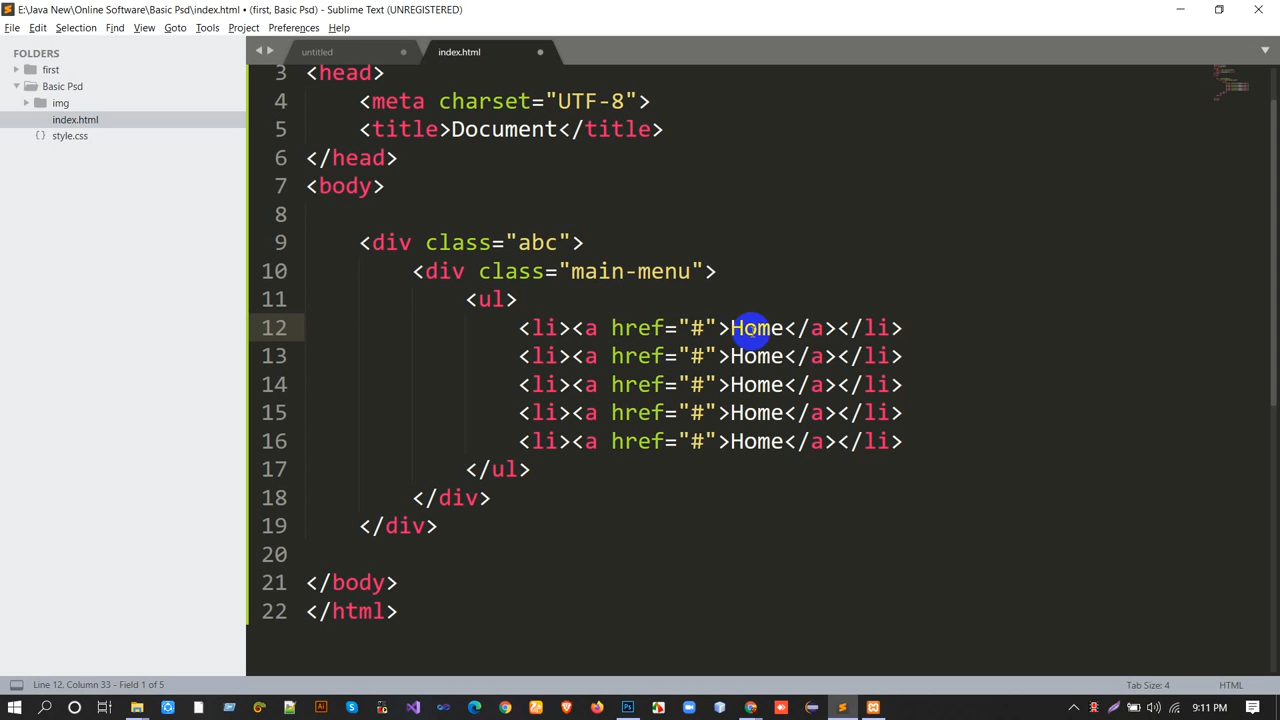 E:\Java New\Online Software\Basic Psd\index.html • (first, Basic Psd) - Sublime Text (UNREGISTERED)
File Edit Selection Find View Goto Tools Project Preferences Help
FOLDERS
first
Basic Psd
img
index.html
style.css
untitled
index.html
3 <head>
4 <meta charset="UTF-8">
5 <title>Document</title>
6 </head>
7 <body>
8
9 <div class="abc">
10 <div class="main-menu">
11 <ul>
12 <li><a href="#">Home</a></li>
13 <li><a href="#">Home</a></li>
14 <li><a href="#">Home</a></li>
15 <li><a href="#">Home</a></li>
16 <li><a href="#">Home</a></li>
17 </ul>
18 </div>
19 </div>
20
21 </body>
22 </html>
Line 12, Column 33 - Field 1 of 5
Tab Size: 4
HTML
9:11 PM